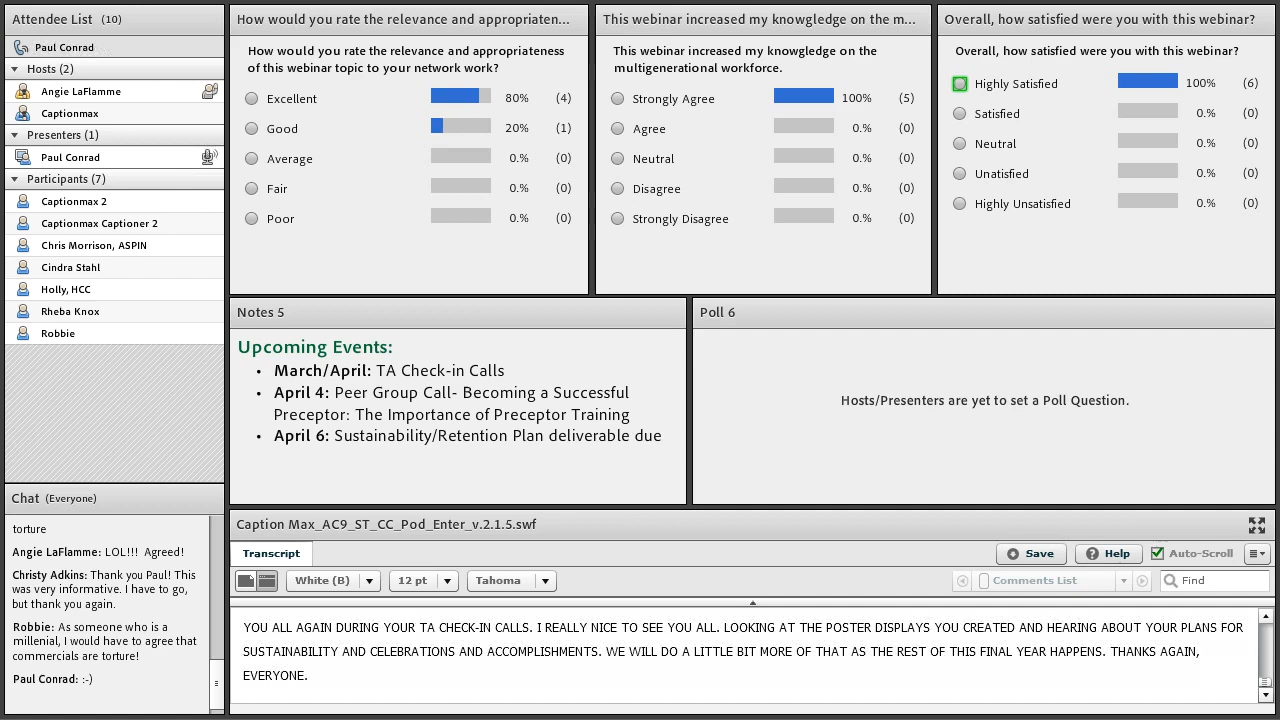 Attendee List (10)
Paul Conrad
Hosts (2)
Angie LaFlamme
Captionmax
Presenters (1)
Paul Conrad
Participants (7)
Captionmax 2
Captionmax Captioner 2
Chris Morrison, ASPIN
Cindra Stahl
Holly, HCC
Rheba Knox
Robbie
Chat (Everyone)
torture
Angie LaFlamme: LOL!!! Agreed!
Christy Adkins: Thank you Paul! This
was very informative. I have to go,
but thank you again.
Robbie: As someone who is a
millenial, I would have to agree that
commercials are torture!
Paul Conrad: :-)
How would you rate the relevance and appropriaten...
How would you rate the relevance and appropriateness
of this webinar topic to your network work?
Excellent 80% (4)
Good 20% (1)
Average 0.% (0)
Fair 0.% (0)
Poor 0.% (0)
This webinar increased my knowgledge on the m...
This webinar increased my knowgledge on the
multigenerational workforce.
Strongly Agree 100% (5)
Agree 0.% (0)
Neutral 0.% (0)
Disagree 0.% (0)
Strongly Disagree 0.% (0)
Overall, how satisfied were you with this webinar?
Overall, how satisfied were you with this webinar?
Highly Satisfied 100% (6)
Satisfied 0.% (0)
Neutral 0.% (0)
Unatisfied 0.% (0)
Highly Unsatisfied 0.% (0)
Notes 5
Upcoming Events:
• March/April: TA Check-in Calls
• April 4: Peer Group Call- Becoming a Successful
Preceptor: The Importance of Preceptor Training
• April 6: Sustainability/Retention Plan deliverable due
Poll 6
Hosts/Presenters are yet to set a Poll Question.
Caption Max_AC9_ST_CC_Pod_Enter_v.2.1.5.swf
Transcript Save Help Auto-Scroll
White (B) 12 pt Tahoma Comments List Find
YOU ALL AGAIN DURING YOUR TA CHECK-IN CALLS. I REALLY NICE TO SEE YOU ALL. LOOKING AT THE POSTER DISPLAYS YOU CREATED AND HEARING ABOUT YOUR PLANS FOR
SUSTAINABILITY AND CELEBRATIONS AND ACCOMPLISHMENTS. WE WILL DO A LITTLE BIT MORE OF THAT AS THE REST OF THIS FINAL YEAR HAPPENS. THANKS AGAIN,
EVERYONE.